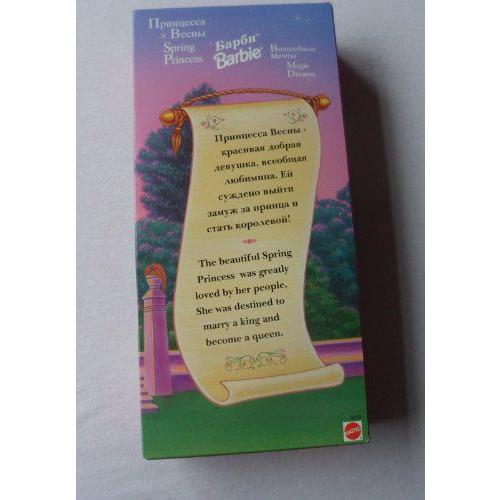 Принцесса
Весны
Spring
Princess
Барби
Barbie
Волшебные
мечты
Magic
Dreams
Принцесса Весны -
красивая добрая
девушка, всеобщая
любимица. Ей
суждено выйти
замуж за принца и
стать королевой!
The beautiful Spring
Princess was greatly
loved by her people.
She was destined to
marry a king and
become a queen.
MATTEL